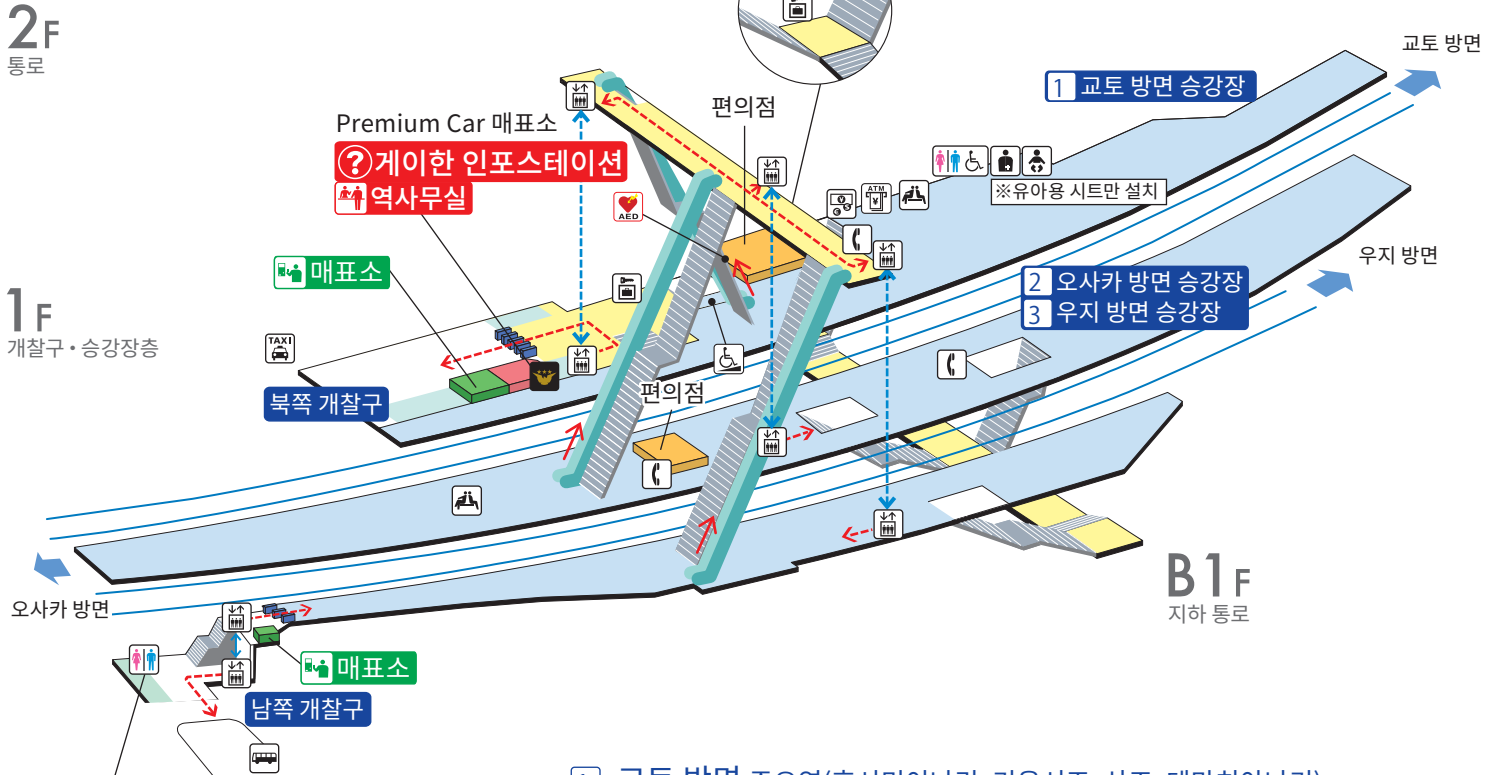 2F
통로
교토 방면
1 교토 방면 승강장
편의점
Premium Car 매표소
?게이한 인포스테이션
역사무실
ATM
※유아용 시트만 설치
AED
매표소
우지 방면
2 오사카 방면 승강장
3 우지 방면 승강장
1F
개찰구·승강장층
TAXI
편의점
북쪽 개찰구
B1F
지하 통로
오사카 방면
매표소
남쪽 개찰구
교토 방면